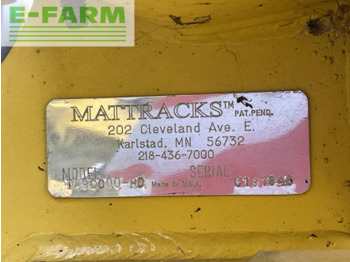 E-FARM
MATTRACKS™ PAT.PEND.
202 Cleveland Ave. E.
Karlstad, MN 56732
218-436-7000
MODEL SERIAL
Made in U.S.A.